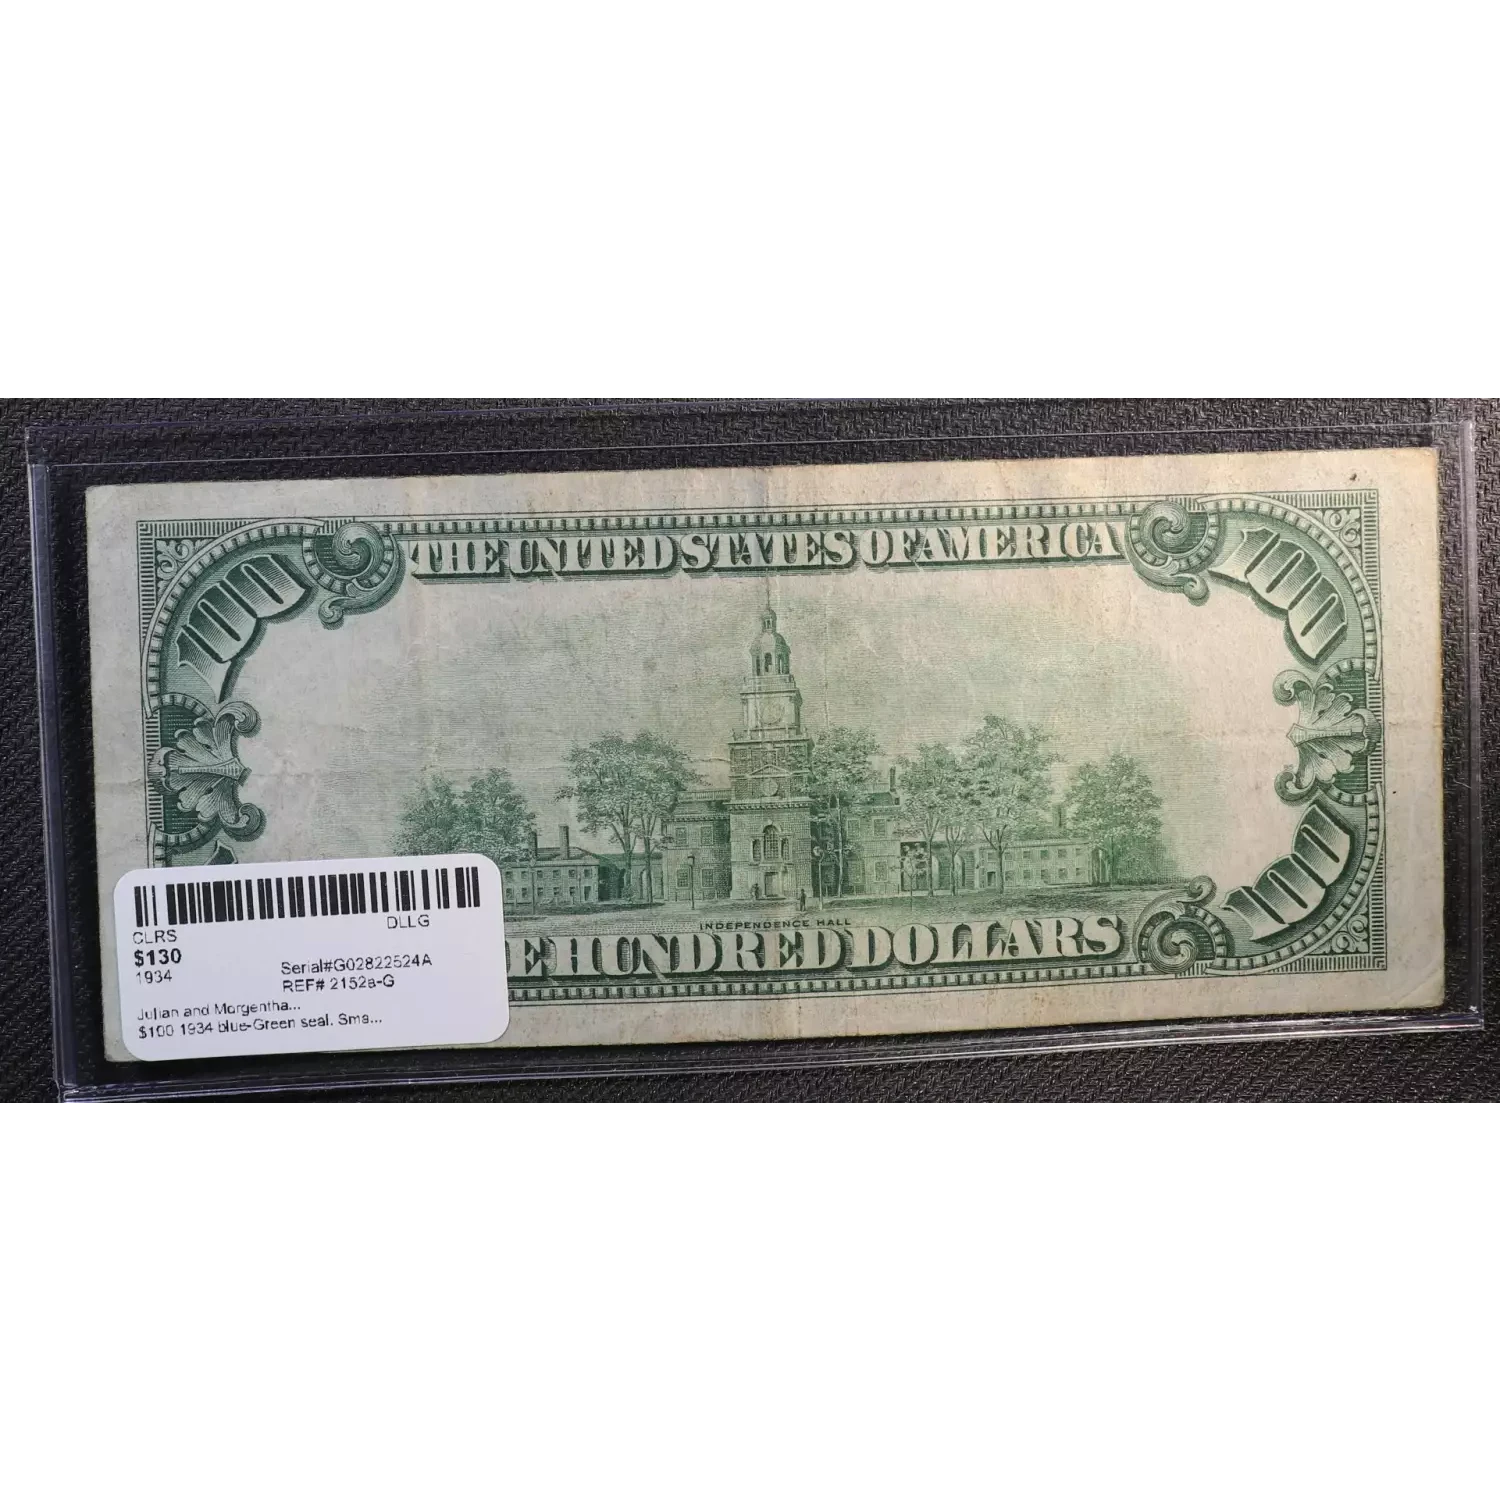 THE UNITED STATES OF AMERICA
100
100
100
INDEPENDENCE HALL
E HUNDRED DOLLARS
DLLG
CLRS
$130
1934
Serial#G02822524A
REF# 2152a-G
Julian and Morgentha...
$100 1934 blue-Green seal. Sma...